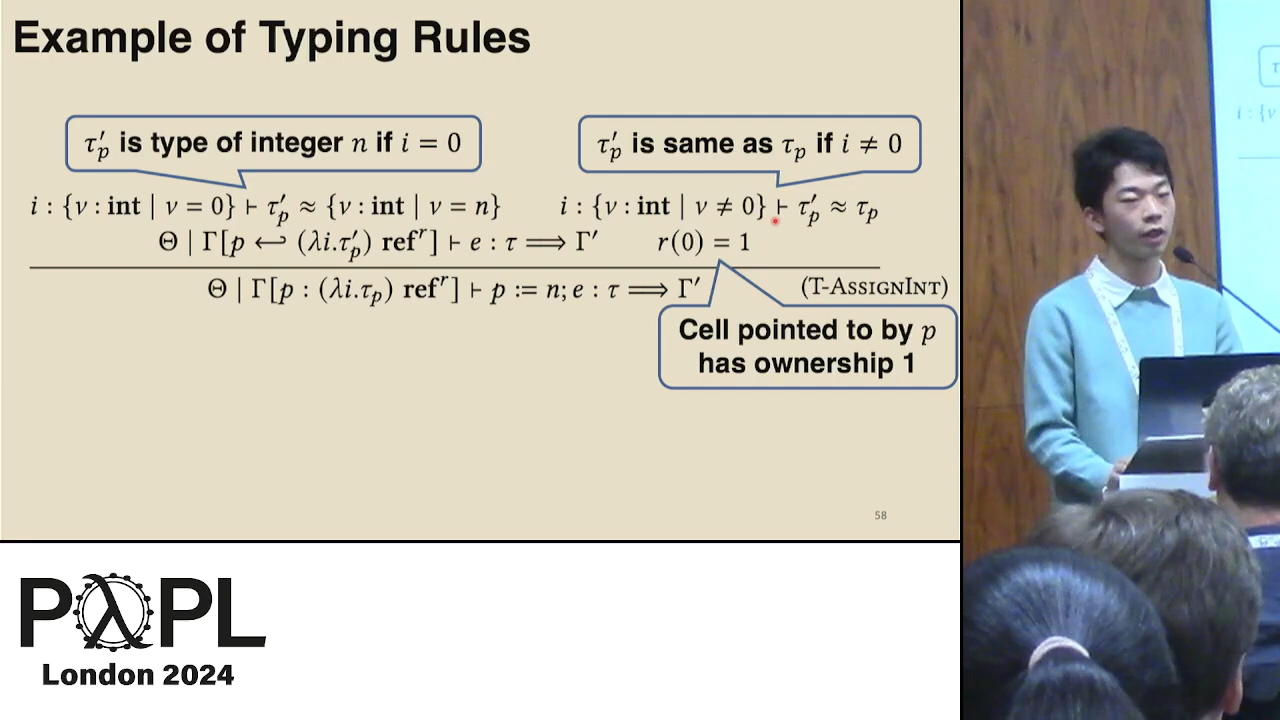 Example of Typing Rules
τ′ₚ is type of integer n if i = 0
τ′ₚ is same as τₚ if i ≠ 0
i : {ν : int | ν = 0} ⊢ τ′ₚ ≈ {ν : int | ν = n}
i : {ν : int | ν ≠ 0} ⊢ τ′ₚ ≈ τₚ
Θ | Γ[p ↩ (λi.τ′ₚ) refʳ] ⊢ e : τ ⟹ Γ′
r(0) = 1
Θ | Γ[p : (λi.τₚ) refʳ] ⊢ p := n; e : τ ⟹ Γ′
(T-AssignInt)
Cell pointed to by p
has ownership 1
58
PλPL
London 2024